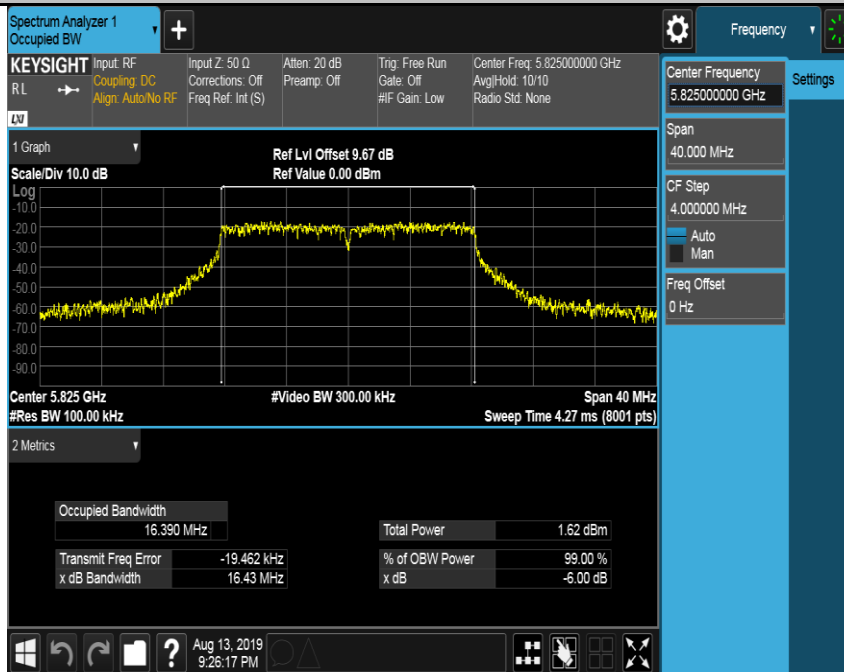 Spectrum Analyzer 1
Occupied BW
+
Frequency
KEYSIGHT
RL
LXI
Input: RF
Coupling: DC
Align: Auto/No RF
Input Z: 50 Ω
Corrections: Off
Freq Ref: Int (S)
Atten: 20 dB
Preamp: Off
Trig: Free Run
Gate: Off
#IF Gain: Low
Center Freq: 5.825000000 GHz
Avg|Hold: 10/10
Radio Std: None
Center Frequency
5.825000000 GHz
Settings
Span
40.000 MHz
CF Step
4.000000 MHz
Auto
Man
Freq Offset
0 Hz
1 Graph
Ref Lvl Offset 9.67 dB
Scale/Div 10.0 dB
Ref Value 0.00 dBm
Log
-10.0
-20.0
-30.0
-40.0
-50.0
-60.0
-70.0
-80.0
-90.0
Center 5.825 GHz
#Video BW 300.00 kHz
Span 40 MHz
#Res BW 100.00 kHz
Sweep Time 4.27 ms (8001 pts)
2 Metrics
Occupied Bandwidth
16.390 MHz
Total Power
1.62 dBm
Transmit Freq Error
-19.462 kHz
% of OBW Power
99.00 %
x dB Bandwidth
16.43 MHz
x dB
-6.00 dB
?
Aug 13, 2019
9:26:17 PM